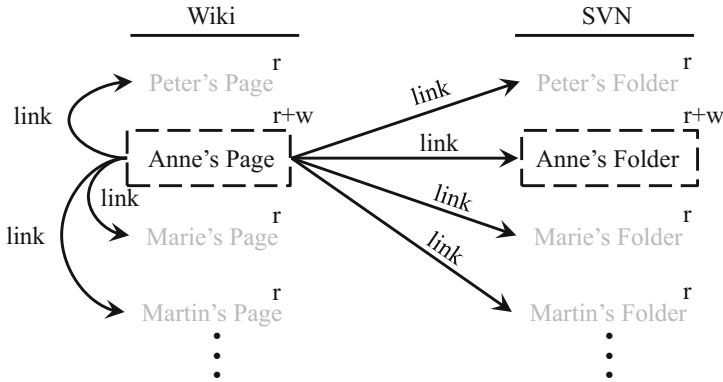 Wiki SVN
r r
Peter’s Page Peter’s Folder
link
link
r+w r+w
link
Anne’s Page Anne’s Folder
link
link
link
r r
Marie’s Page Marie’s Folder
link
r r
Martin’s Page Martin’s Folder